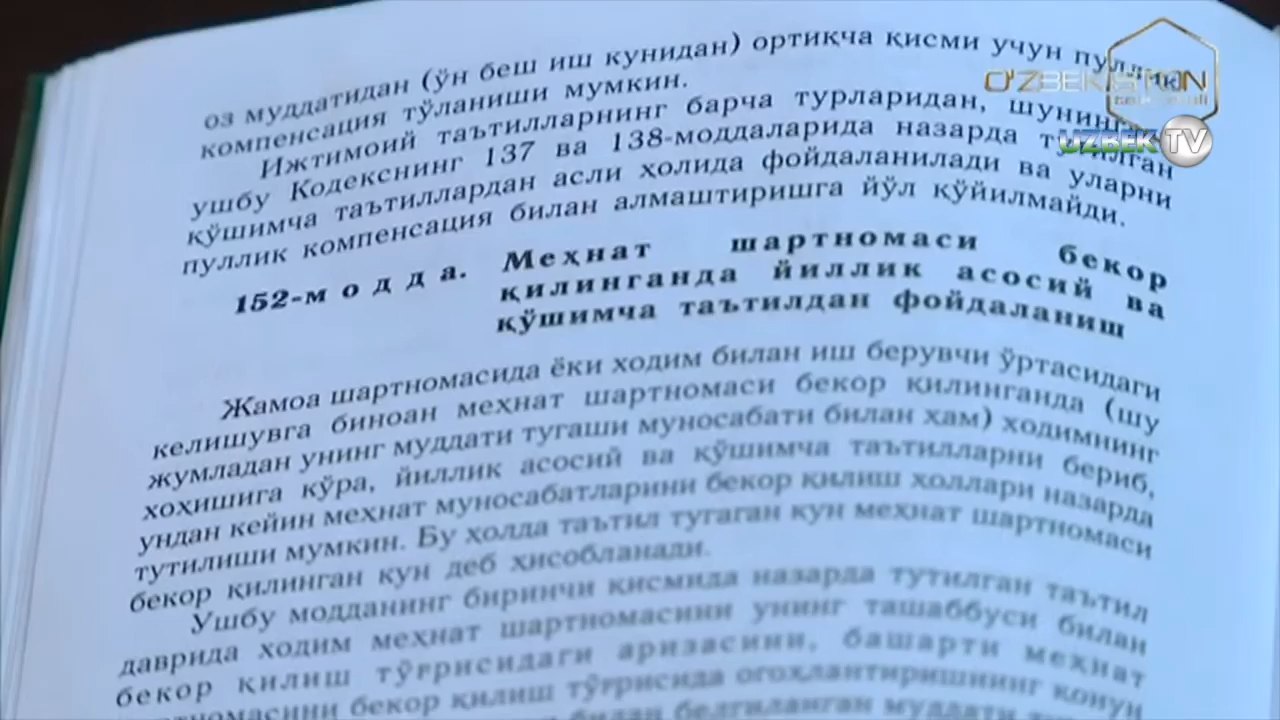 оз муддатидан (ўн беш иш кунидан) ортиқча қисми учун пуллик
компенсация тўланиши мумкин.
Ижтимоий таътилларнинг барча турларидан, шунингдек
ушбу Кодекснинг 137 ва 138-моддаларида назарда тутилган
қўшимча таътиллардан асли ҳолида фойдаланилади ва уларни
пуллик компенсация билан алмаштиришга йўл қўйилмайди.
152-модда. Меҳнат шартномаси бекор
қилинганда йиллик асосий ва
қўшимча таътилдан фойдаланиш
Жамоа шартномасида ёки ходим билан иш берувчи ўртасидаги
келишувга биноан меҳнат шартномаси бекор қилинганда (шу
жумладан унинг муддати тугаши муносабати билан ҳам) ходимнинг
хоҳишига кўра, йиллик асосий ва қўшимча таътилларни бериб,
ундан кейин меҳнат муносабатларини бекор қилиш ҳоллари назарда
тутилиши мумкин. Бу ҳолда таътил тугаган кун меҳнат шартномаси
бекор қилинган кун деб ҳисобланади.
Ушбу модданинг биринчи қисмида назарда тутилган таътил
даврида ходим меҳнат шартномасини унинг ташаббуси билан
бекор қилиш тўғрисидаги аризасини, башарти меҳнат
бекор қилиш тўғрисида огоҳлантиришнинг қонун
билан белгиланган муддати
O'ZBEKISTON
UZBEK TV